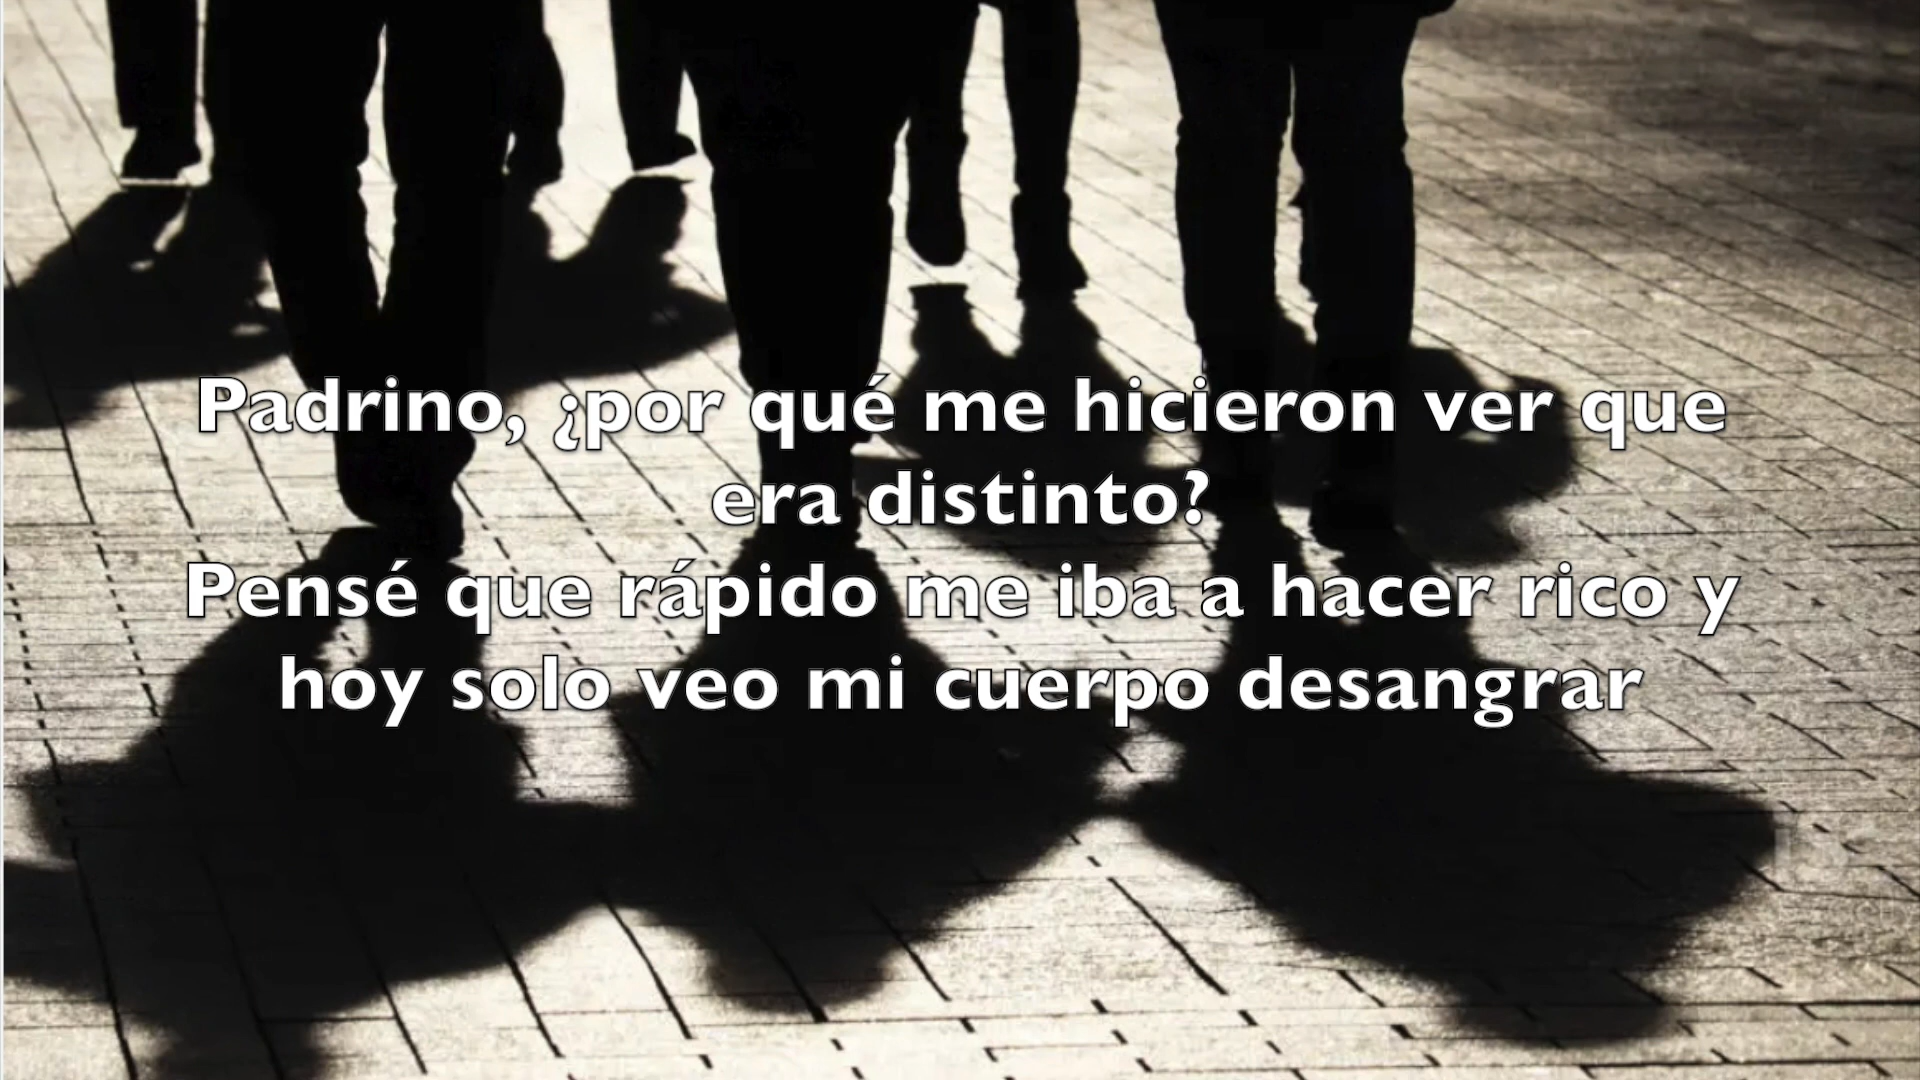 Padrino, ¿por qué me hicieron ver que
era distinto?
Pensé que rápido me iba a hacer rico y
hoy solo veo mi cuerpo desangrar